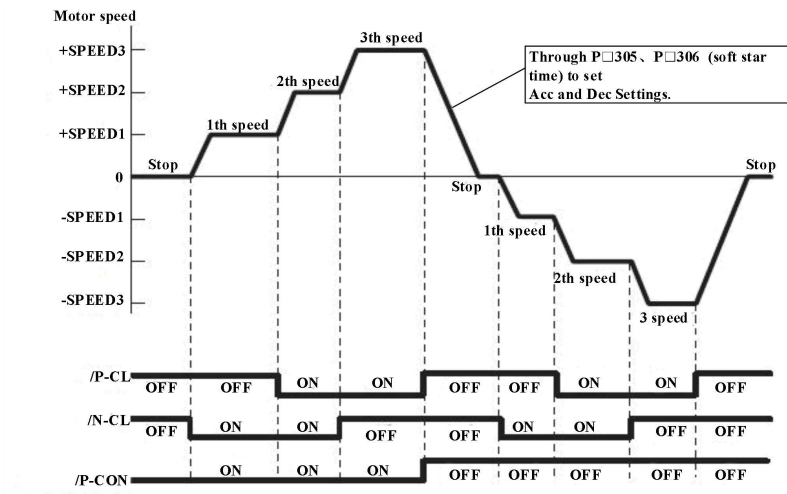 Motor speed
+SPEED3
3th speed
Through P□305、P□306 (soft star
time) to set
Acc and Dec Settings.
+SPEED2
2th speed
+SPEED1
1th speed
Stop
Stop
0
Stop
-SPEED1
1th speed
-SPEED2
2th speed
-SPEED3
3 speed
/P-CL
OFF OFF ON ON OFF OFF ON ON OFF
/N-CL
OFF ON ON OFF OFF ON ON OFF OFF
/P-CON
ON ON ON OFF OFF OFF OFF OFF